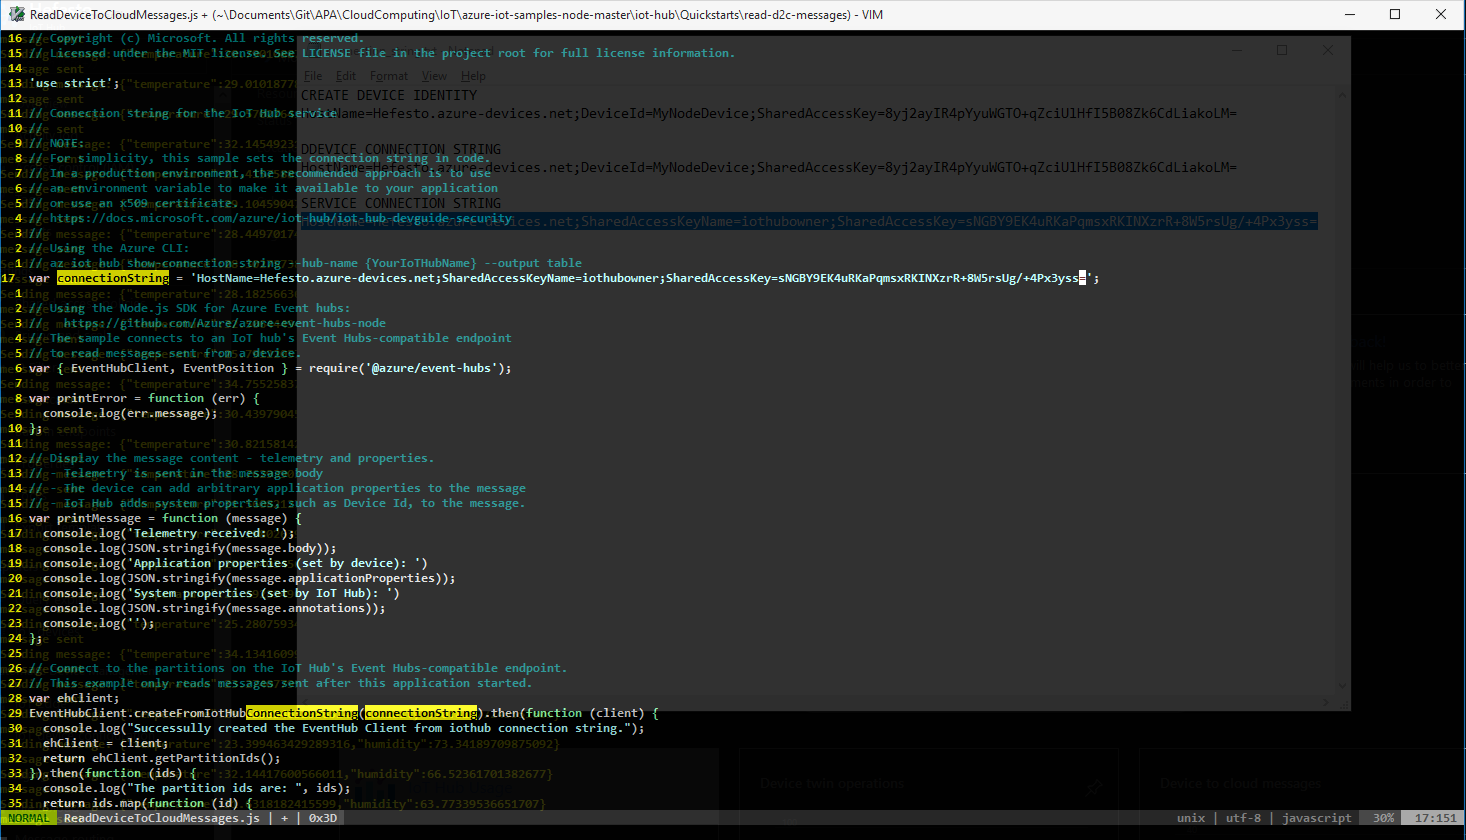 ReadDeviceToCloudMessages.js + (~\Documents\Git\APA\CloudComputing\IoT\azure-iot-samples-node-master\iot-hub\Quickstarts\read-d2c-messages) - VIM
16 // Copyright (c) Microsoft. All rights reserved.
15 // Licensed under the MIT license. See LICENSE file in the project root for full license information.
14
13 'use strict';
12
11 // Connection string for the IoT Hub service
10 //
9 // NOTE:
8 // For simplicity, this sample sets the connection string in code.
7 // In a production environment, the recommended approach is to use
6 // an environment variable to make it available to your application
5 // or use an x509 certificate.
4 // https://docs.microsoft.com/azure/iot-hub/iot-hub-devguide-security
3 //
2 // Using the Azure CLI:
1 // az iot hub show-connection-string --hub-name {YourIoTHubName} --output table
17 var connectionString = 'HostName=Hefesto.azure-devices.net;SharedAccessKeyName=iothubowner;SharedAccessKey=sNGBY9EK4uRKaPqmsxRKINXzrR+8W5rsUg/+4Px3yss=';
1
2 // Using the Node.js SDK for Azure Event hubs:
3 //   https://github.com/Azure/azure-event-hubs-node
4 // The sample connects to an IoT hub's Event Hubs-compatible endpoint
5 // to read messages sent from a device.
6 var { EventHubClient, EventPosition } = require('@azure/event-hubs');
7
8 var printError = function (err) {
9   console.log(err.message);
10 };
11
12 // Display the message content - telemetry and properties.
13 // - Telemetry is sent in the message body
14 // - The device can add arbitrary application properties to the message
15 // - IoT Hub adds system properties, such as Device Id, to the message.
16 var printMessage = function (message) {
17   console.log('Telemetry received: ');
18   console.log(JSON.stringify(message.body));
19   console.log('Application properties (set by device): ')
20   console.log(JSON.stringify(message.applicationProperties));
21   console.log('System properties (set by IoT Hub): ')
22   console.log(JSON.stringify(message.annotations));
23   console.log('');
24 };
25
26 // Connect to the partitions on the IoT Hub's Event Hubs-compatible endpoint.
27 // This example only reads messages sent after this application started.
28 var ehClient;
29 EventHubClient.createFromIotHubConnectionString(connectionString).then(function (client) {
30   console.log("Successully created the EventHub Client from iothub connection string.");
31   ehClient = client;
32   return ehClient.getPartitionIds();
33 }).then(function (ids) {
34   console.log("The partition ids are: ", ids);
35   return ids.map(function (id) {
NORMAL ReadDeviceToCloudMessages.js | + | 0x3D unix | utf-8 | javascript 30% 17:151
File Edit Format View Help
CREATE DEVICE IDENTITY
HostName=Hefesto.azure-devices.net;DeviceId=MyNodeDevice;SharedAccessKey=8yj2ayIR4pYyuWGTO+qZciUlHfI5B08Zk6CdLiakoLM=
DDEVICE CONNECTION STRING
HostName=Hefesto.azure-devices.net;DeviceId=MyNodeDevice;SharedAccessKey=8yj2ayIR4pYyuWGTO+qZciUlHfI5B08Zk6CdLiakoLM=
SERVICE CONNECTION STRING
HostName=Hefesto.azure-devices.net;SharedAccessKeyName=iothubowner;SharedAccessKey=sNGBY9EK4uRKaPqmsxRKINXzrR+8W5rsUg/+4Px3yss=
Device twin operations
Device to cloud messages